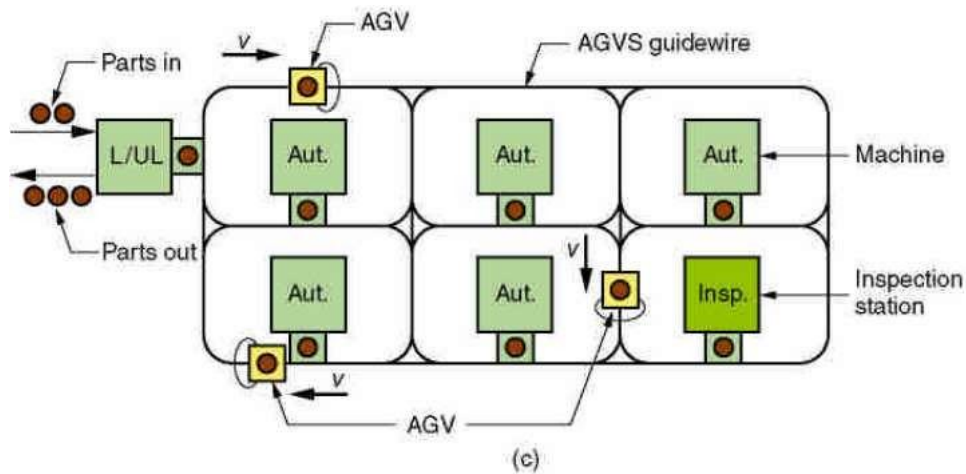 AGV
v
AGVS guidewire
Parts in
L/UL
Aut.
Aut.
Aut.
Machine
Parts out
v
Aut.
Aut.
Insp.
Inspection
station
v
AGV
(c)